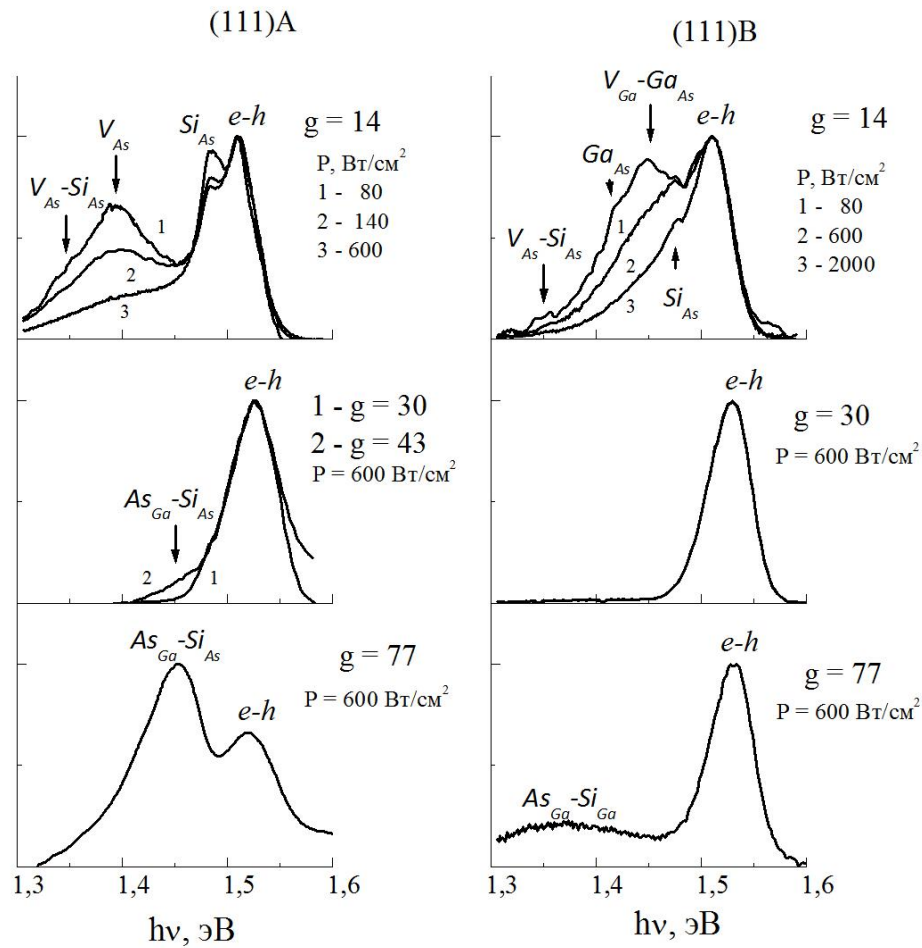 (111)A
(111)B
V_As-Si_As
V_As
Si_As
e-h
g = 14
P, Вт/см²
1 - 80
2 - 140
3 - 600
1
2
3
V_Ga-Ga_As
Ga_As
V_As-Si_As
Si_As
e-h
g = 14
P, Вт/см²
1 - 80
2 - 600
3 - 2000
1
2
3
e-h
1 - g = 30
2 - g = 43
P = 600 Вт/см²
As_Ga-Si_As
2
1
e-h
g = 30
P = 600 Вт/см²
As_Ga-Si_As
e-h
g = 77
P = 600 Вт/см²
e-h
g = 77
P = 600 Вт/см²
As_Ga-Si_Ga
1,3 1,4 1,5 1,6
hν, эВ
1,3 1,4 1,5 1,6
hν, эВ